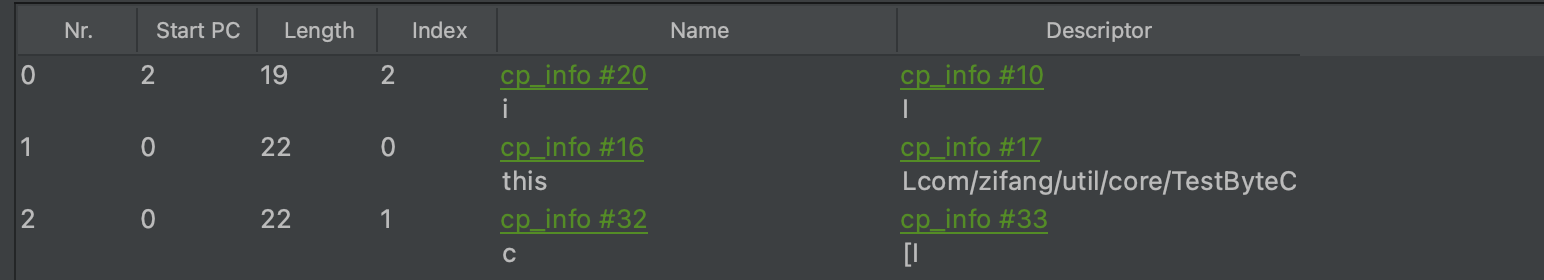 Nr. Start PC Length Index Name Descriptor
0 2 19 2 cp_info #20 cp_info #10
i I
1 0 22 0 cp_info #16 cp_info #17
this Lcom/zifang/util/core/TestByteC
2 0 22 1 cp_info #32 cp_info #33
c [I